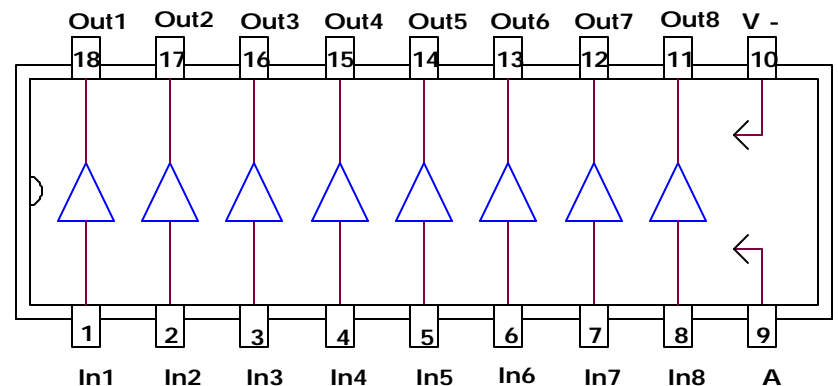 Out1 Out2 Out3 Out4 Out5 Out6 Out7 Out8 V -
18 17 16 15 14 13 12 11 10
1 2 3 4 5 6 7 8 9
In1 In2 In3 In4 In5 In6 In7 In8 A